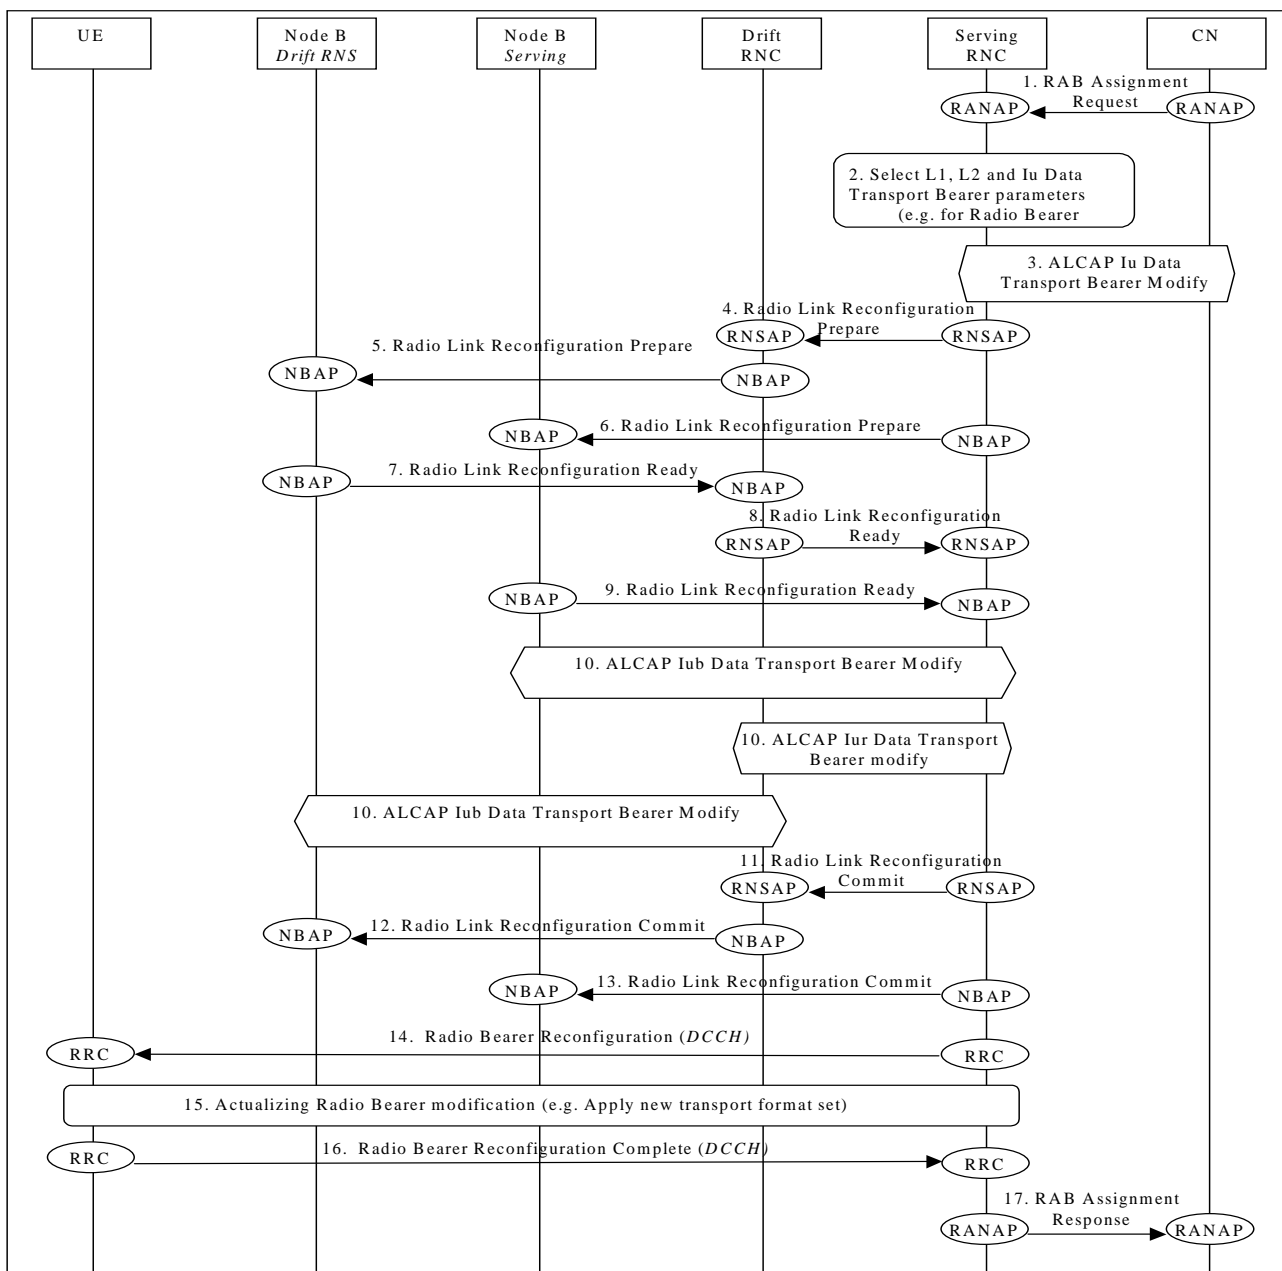 UE
Node B
Drift RNS
Node B
Serving
Drift
RNC
Serving
RNC
CN
1. RAB Assignment
Request
RANAP
RANAP
2. Select L1, L2 and Iu Data
Transport Bearer parameters
(e.g. for Radio Bearer
3. ALCAP Iu Data
Transport Bearer Modify
4. Radio Link Reconfiguration
Prepare
RNSAP
RNSAP
5. Radio Link Reconfiguration Prepare
NBAP
NBAP
6. Radio Link Reconfiguration Prepare
NBAP
NBAP
7. Radio Link Reconfiguration Ready
NBAP
NBAP
8. Radio Link Reconfiguration
Ready
RNSAP
RNSAP
9. Radio Link Reconfiguration Ready
NBAP
NBAP
10. ALCAP Iub Data Transport Bearer Modify
10. ALCAP Iur Data Transport
Bearer modify
10. ALCAP Iub Data Transport Bearer Modify
11. Radio Link Reconfiguration
Commit
RNSAP
RNSAP
12. Radio Link Reconfiguration Commit
NBAP
NBAP
13. Radio Link Reconfiguration Commit
NBAP
NBAP
14. Radio Bearer Reconfiguration (DCCH)
RRC
RRC
15. Actualizing Radio Bearer modification (e.g. Apply new transport format set)
16. Radio Bearer Reconfiguration Complete (DCCH)
RRC
RRC
17. RAB Assignment
Response
RANAP
RANAP